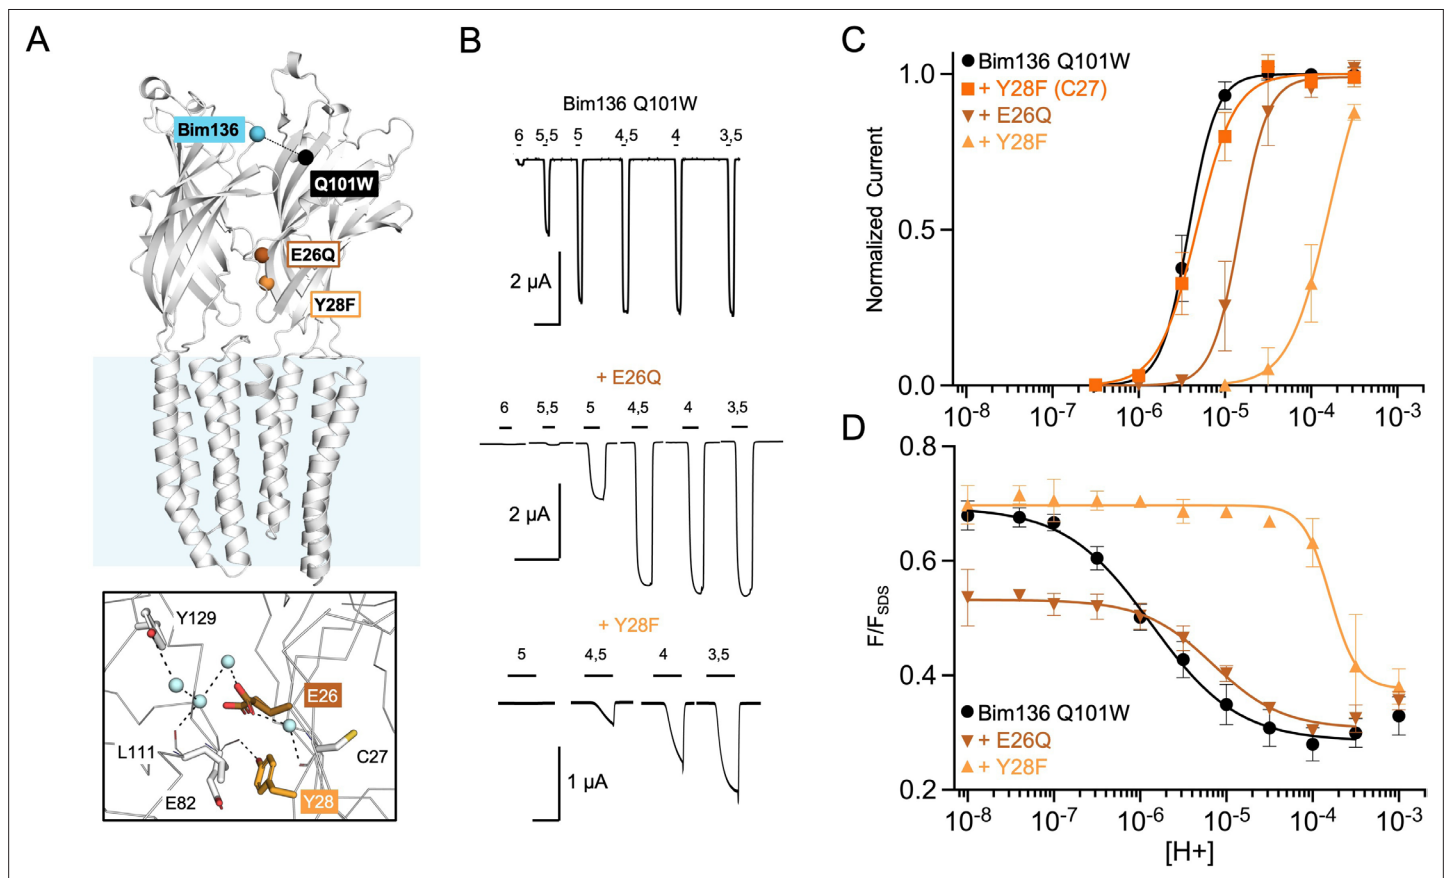 A
Bim136
Q101W
E26Q
Y28F
Y129
E26
L111
C27
E82
Y28
B
Bim136 Q101W
6 5,5 5 4,5 4 3,5
2 µA
+ E26Q
6 5,5 5 4,5 4 3,5
2 µA
+ Y28F
5 4,5 4 3,5
1 µA
C
Bim136 Q101W
+ Y28F (C27)
+ E26Q
+ Y28F
Normalized Current
1.0
0.5
0.0
10-8 10-7 10-6 10-5 10-4 10-3
D
F/FSDS
0.8
0.6
0.4
0.2
Bim136 Q101W
+ E26Q
+ Y28F
10-8 10-7 10-6 10-5 10-4 10-3
[H+]